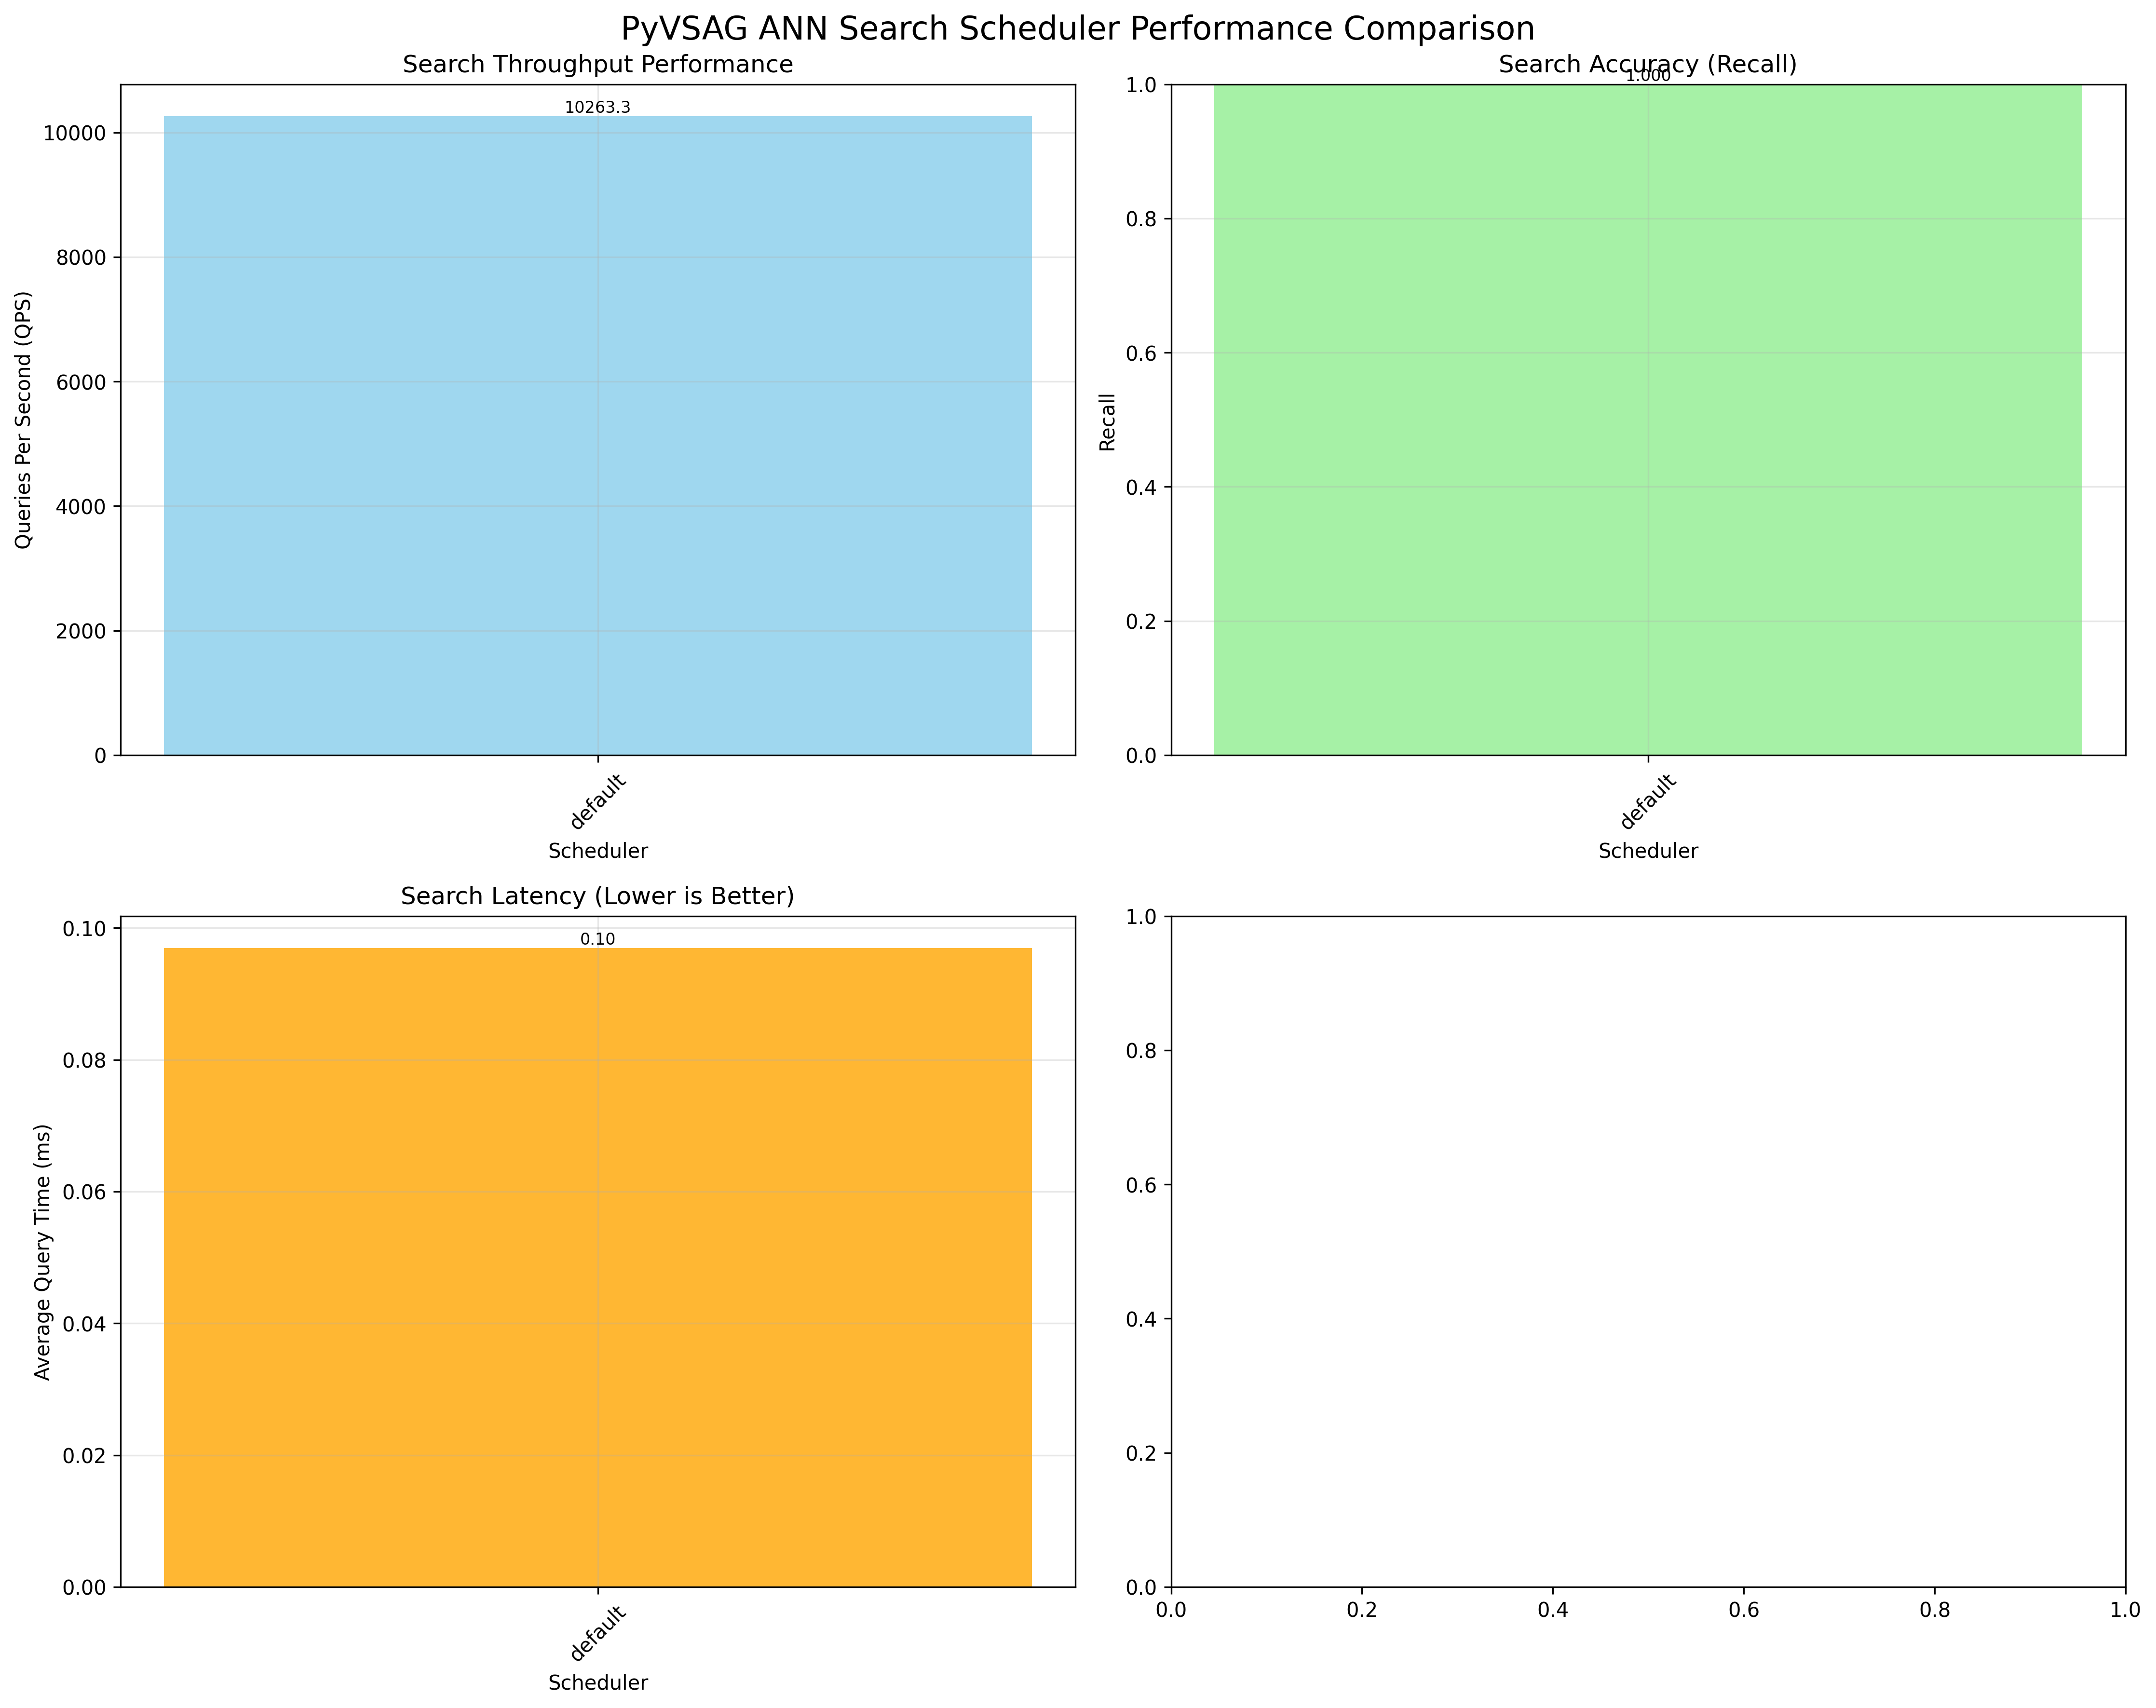 PyVSAG ANN Search Scheduler Performance Comparison
Search Throughput Performance
10263.3
10000
8000
6000
4000
2000
0
Queries Per Second (QPS)
default
Scheduler
Search Accuracy (Recall)
1.000
1.0
0.8
0.6
0.4
0.2
0.0
Recall
default
Scheduler
Search Latency (Lower is Better)
0.10
0.10
0.08
0.06
0.04
0.02
0.00
Average Query Time (ms)
default
Scheduler
1.0
0.8
0.6
0.4
0.2
0.0
0.0 0.2 0.4 0.6 0.8 1.0